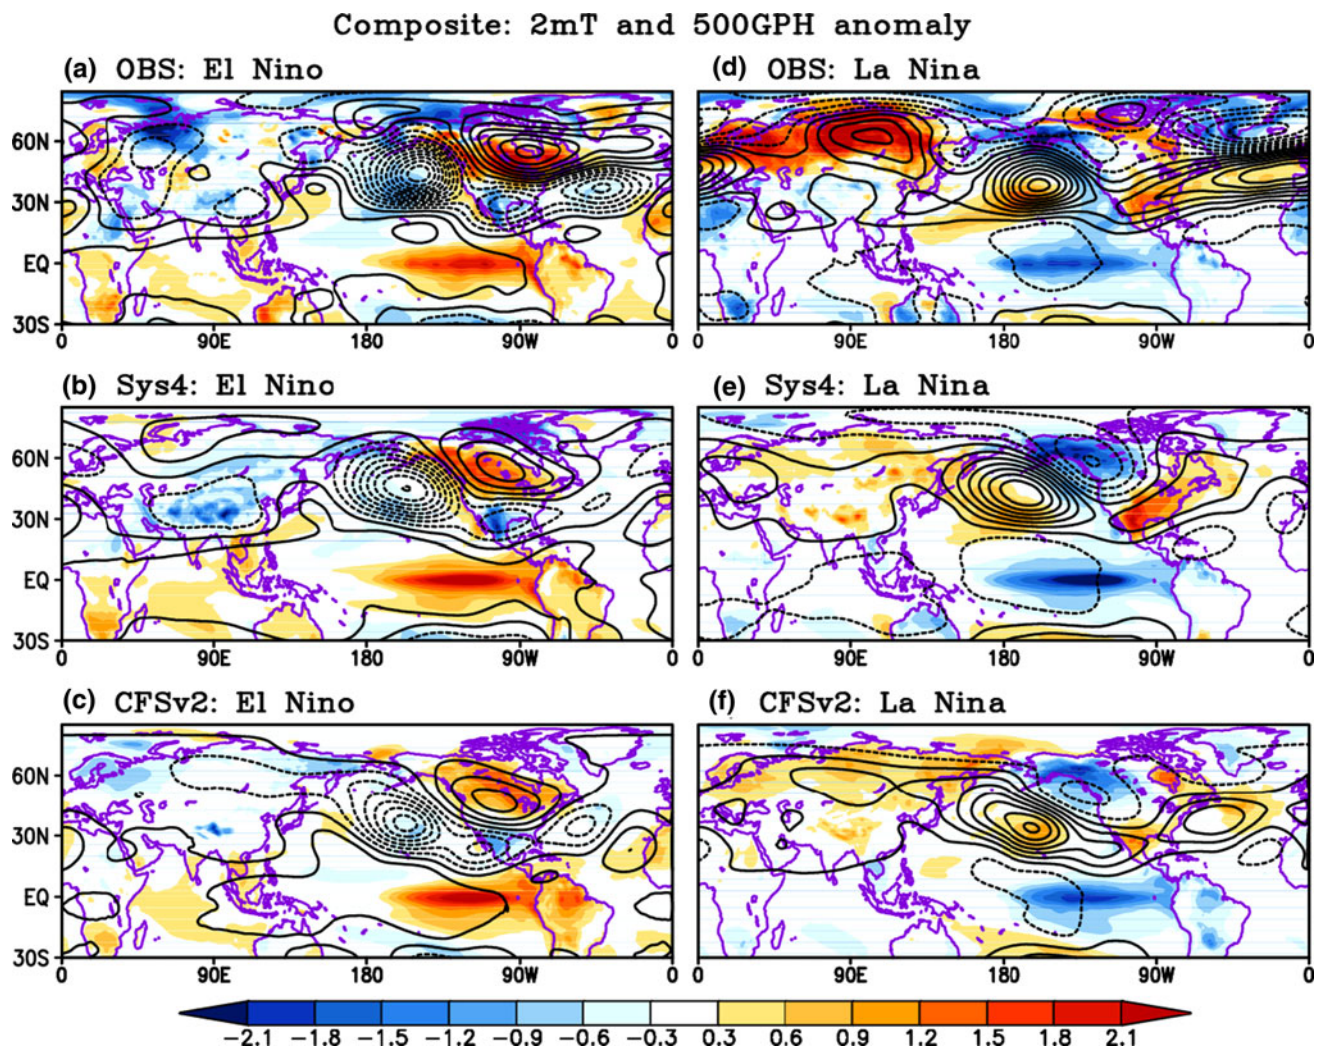 Composite: 2mT and 500GPH anomaly
(a) OBS: El Nino
60N
30N
EQ
30S
0 90E 180 90W 0
(d) OBS: La Nina
0 90E 180 90W 0
(b) Sys4: El Nino
60N
30N
EQ
30S
0 90E 180 90W 0
(e) Sys4: La Nina
0 90E 180 90W 0
(c) CFSv2: El Nino
60N
30N
EQ
30S
0 90E 180 90W 0
(f) CFSv2: La Nina
0 90E 180 90W 0
-2.1 -1.8 -1.5 -1.2 -0.9 -0.6 -0.3 0.3 0.6 0.9 1.2 1.5 1.8 2.1